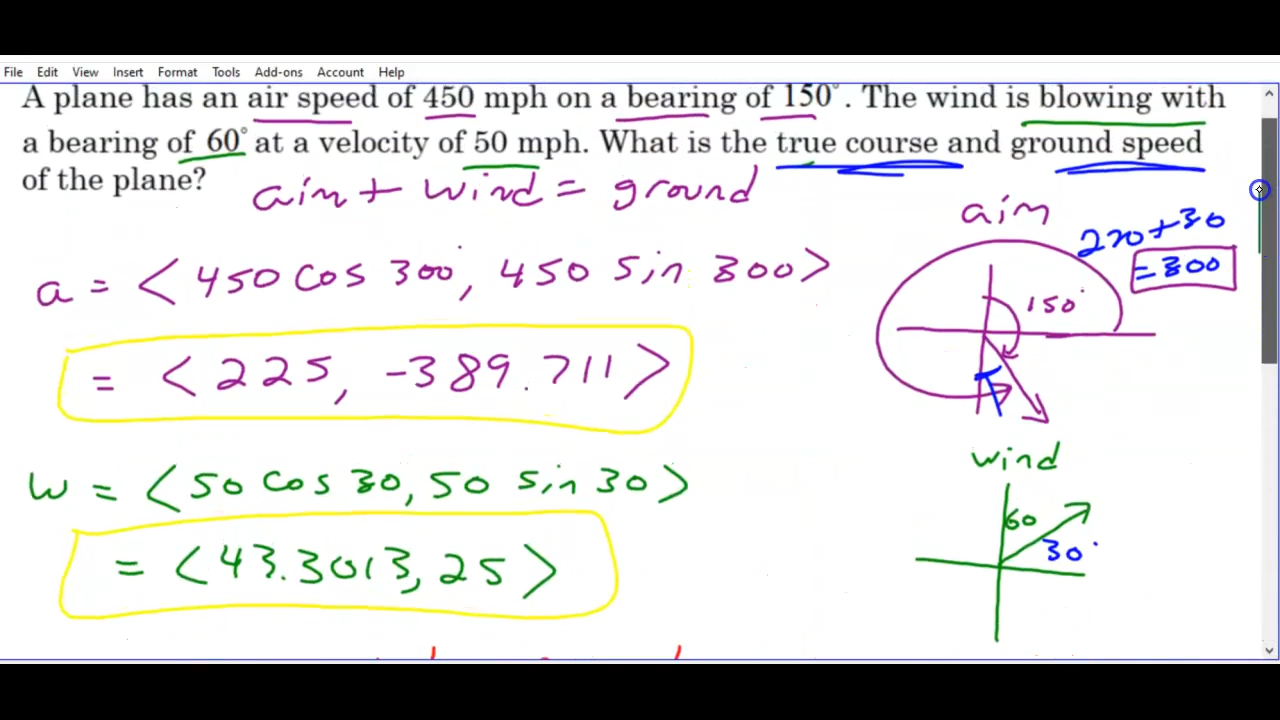 File Edit View Insert Format Tools Add-ons Account Help
A plane has an air speed of 450 mph on a bearing of 150°. The wind is blowing with
a bearing of 60° at a velocity of 50 mph. What is the true course and ground speed
of the plane?
aim + wind = ground
a = <450 cos 300°, 450 sin 300>
= <225, -389.711>
w = <50 cos 30, 50 sin 30>
= <43.3013, 25>
aim
270+30
=300
150°
wind
60
30°